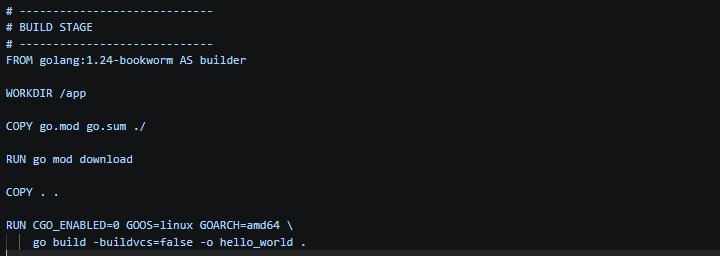 # -----------------------------
# BUILD STAGE
# -----------------------------
FROM golang:1.24-bookworm AS builder
WORKDIR /app
COPY go.mod go.sum ./
RUN go mod download
COPY . .
RUN CGO_ENABLED=0 GOOS=linux GOARCH=amd64 \
    go build -buildvcs=false -o hello_world .